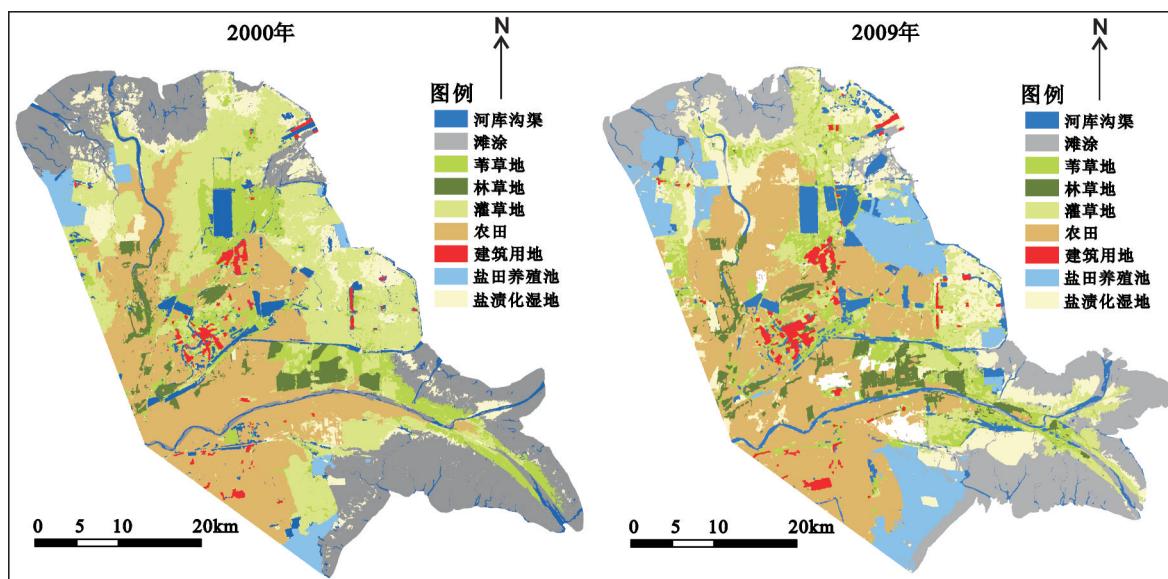 2000年
N
图例
河库沟渠
滩涂
苇草地
林草地
灌草地
农田
建筑用地
盐田养殖池
盐渍化湿地
0 5 10 20km
2009年
N
图例
河库沟渠
滩涂
苇草地
林草地
灌草地
农田
建筑用地
盐田养殖池
盐渍化湿地
0 5 10 20km